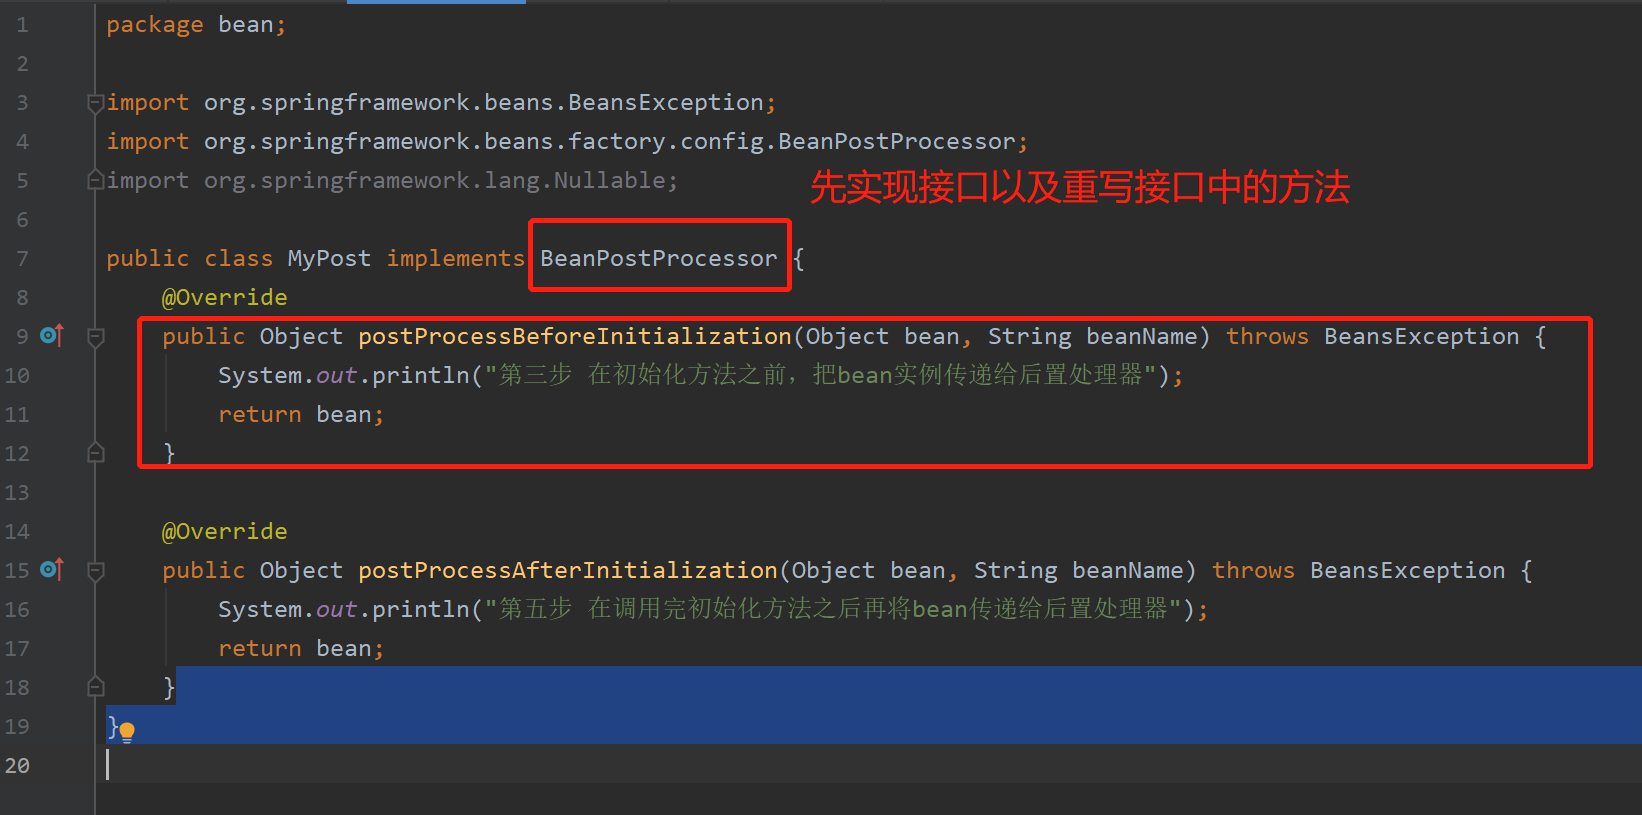 1 package bean;
2
3 import org.springframework.beans.BeansException;
4 import org.springframework.beans.factory.config.BeanPostProcessor;
5 import org.springframework.lang.Nullable;
先实现接口以及重写接口中的方法
6
7 public class MyPost implements BeanPostProcessor {
8 @Override
9 public Object postProcessBeforeInitialization(Object bean, String beanName) throws BeansException {
10 System.out.println("第三步 在初始化方法之前，把bean实例传递给后置处理器");
11 return bean;
12 }
13
14 @Override
15 public Object postProcessAfterInitialization(Object bean, String beanName) throws BeansException {
16 System.out.println("第五步 在调用完初始化方法之后再将bean传递给后置处理器");
17 return bean;
18 }
19 }
20